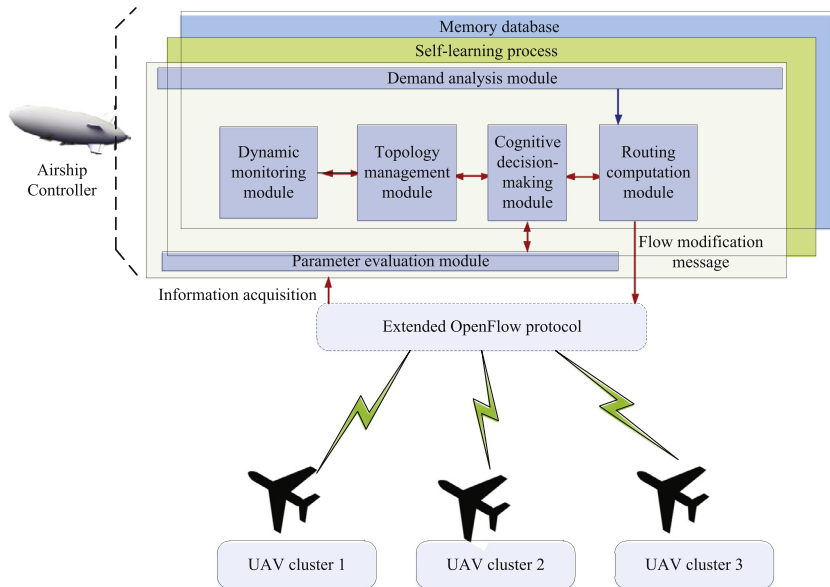 Memory database
Self-learning process
Demand analysis module
Airship
Controller
Dynamic
monitoring
module
Topology
management
module
Cognitive
decision-
making
module
Routing
computation
module
Flow modification
message
Parameter evaluation module
Information acquisition
Extended OpenFlow protocol
UAV cluster 1
UAV cluster 2
UAV cluster 3